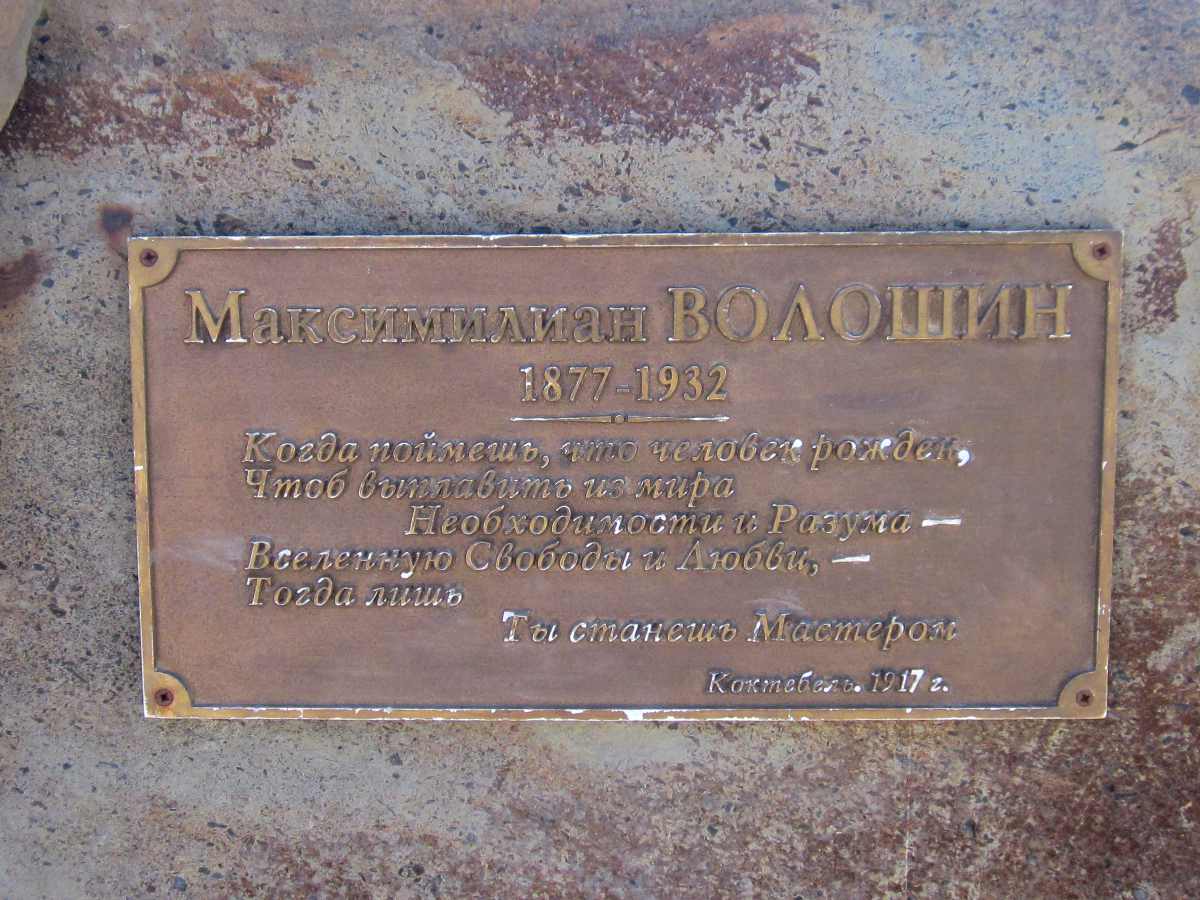 Максимилиан ВОЛОШИН
1877-1932
Когда поймешь, что человек рожден,
Чтоб выплавить из мира
Необходимости и Разума —
Вселенную Свободы и Любви, —
Тогда лишь
Ты станешь Мастером
Коктебель. 1917 г.